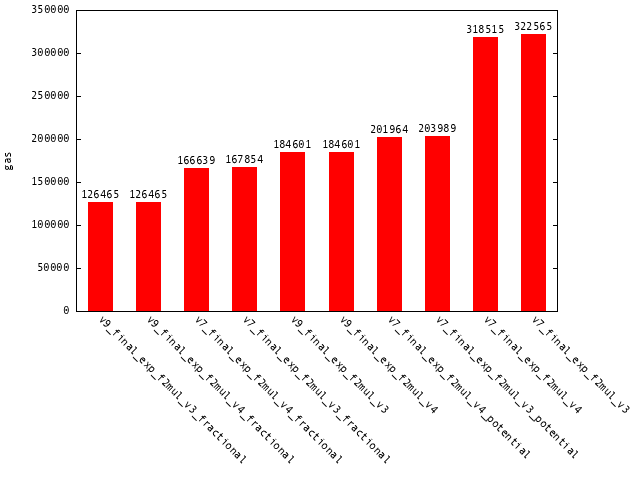 350000
300000
250000
200000
150000
100000
50000
0
gas
126465
126465
166639
167854
184601
184601
201964
203989
318515
322565
v9_final_exp_f2mul_v3_fractional
v9_final_exp_f2mul_v4_fractional
v7_final_exp_f2mul_v4_fractional
v7_final_exp_f2mul_v3_fractional
v9_final_exp_f2mul_v3
v9_final_exp_f2mul_v4
v7_final_exp_f2mul_v4_potential
v7_final_exp_f2mul_v3_potential
v7_final_exp_f2mul_v4
v7_final_exp_f2mul_v3